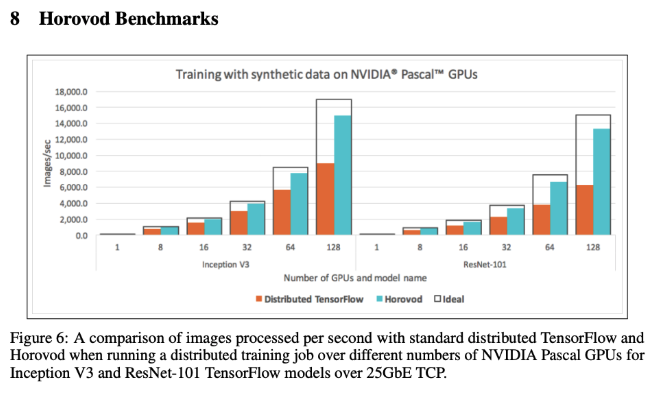 8 Horovod Benchmarks
Training with synthetic data on NVIDIA® Pascal™ GPUs
Images/sec
18,000.0
16,000.0
14,000.0
12,000.0
10,000.0
8,000.0
6,000.0
4,000.0
2,000.0
0.0
1 8 16 32 64 128 1 8 16 32 64 128
Inception V3 ResNet-101
Number of GPUs and model name
Distributed TensorFlow Horovod Ideal
Figure 6: A comparison of images processed per second with standard distributed TensorFlow and
Horovod when running a distributed training job over different numbers of NVIDIA Pascal GPUs for
Inception V3 and ResNet-101 TensorFlow models over 25GbE TCP.